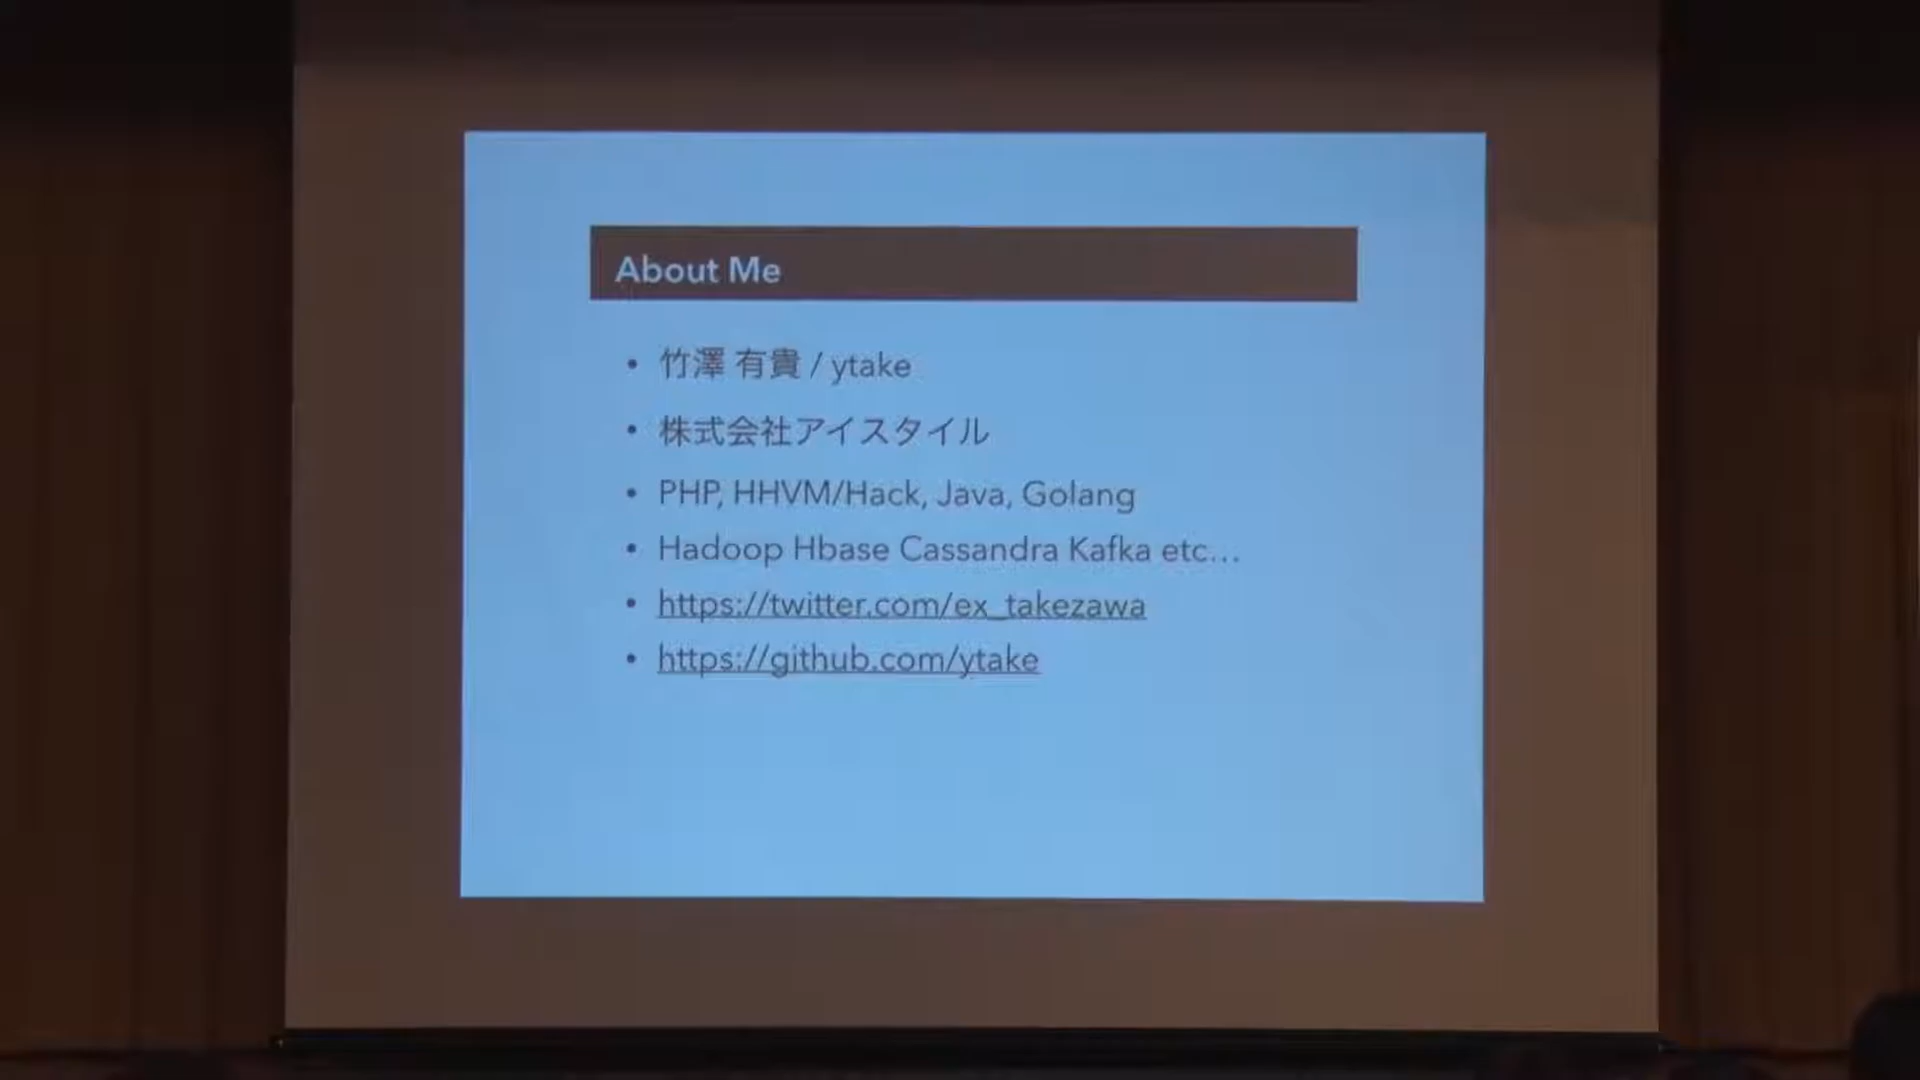 About Me
• 竹澤 有貴 / ytake
• 株式会社アイスタイル
• PHP, HHVM/Hack, Java, Golang
• Hadoop Hbase Cassandra Kafka etc…
• https://twitter.com/ex_takezawa
• https://github.com/ytake